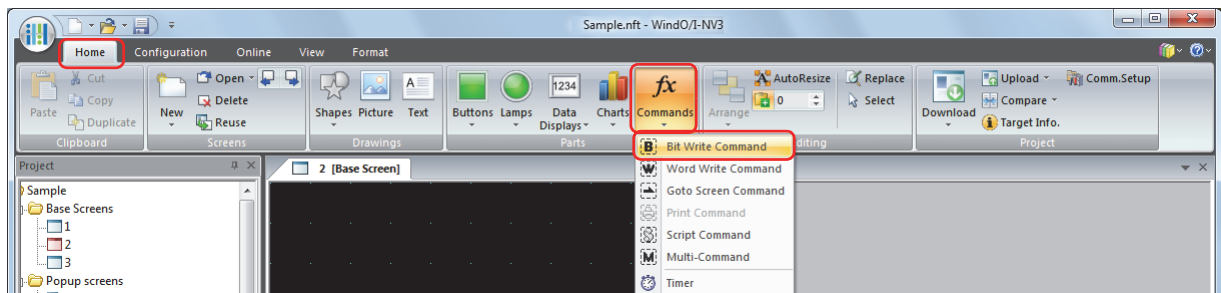 Sample.nft - WindO/I-NV3
Home Configuration Online View Format
Cut Open AutoResize Replace Upload Comm.Setup
Copy Delete 0 Select Compare
Paste Duplicate New Reuse Shapes Picture Text Buttons Lamps 1234 Data Displays Charts fx Commands Arrange Download Target Info.
Clipboard Screens Drawings Parts diting Project
B Bit Write Command
Project 2 [Base Screen] W Word Write Command
Sample Goto Screen Command
Base Screens Print Command
1
2 Script Command
3 M Multi-Command
Popup screens Timer